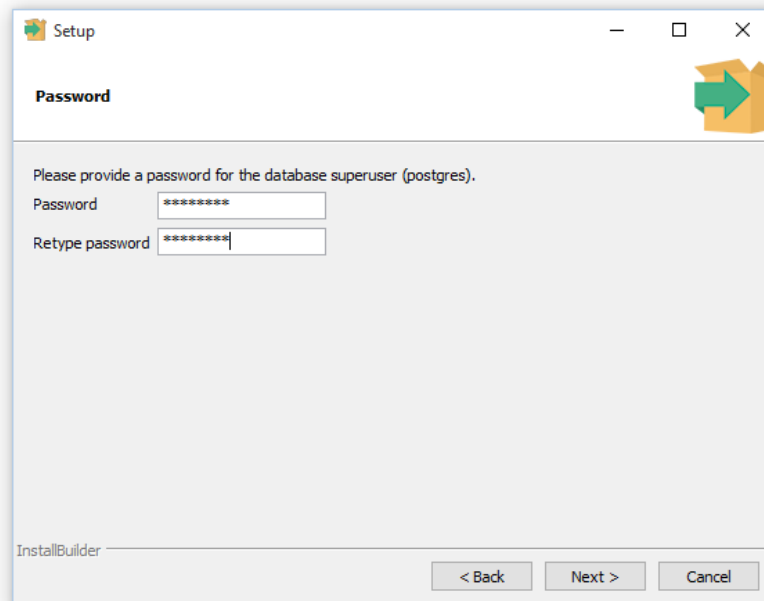 Setup
Password
Please provide a password for the database superuser (postgres).
Password ********
Retype password ********
InstallBuilder
< Back Next > Cancel